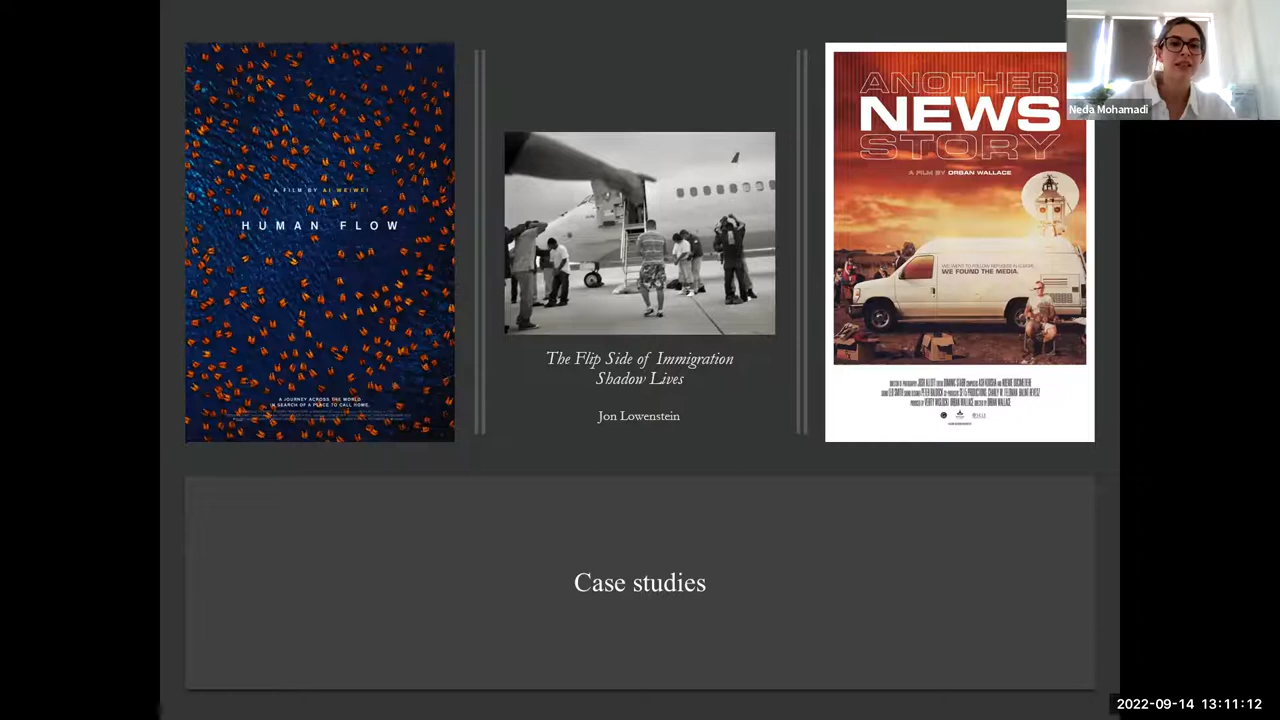 A FILM BY AI WEIWEI
HUMAN FLOW
A JOURNEY ACROSS THE WORLD
IN SEARCH OF A PLACE TO CALL HOME.
The Flip Side of Immigration
Shadow Lives
Jon Lowenstein
ANOTHER
NEWS
STORY
A FILM BY ORBAN WALLACE
WE WENT TO FOLLOW REFUGEES IN EUROPE.
WE FOUND THE MEDIA.
Neda Mohamadi
Case studies
2022-09-14 13:11:12